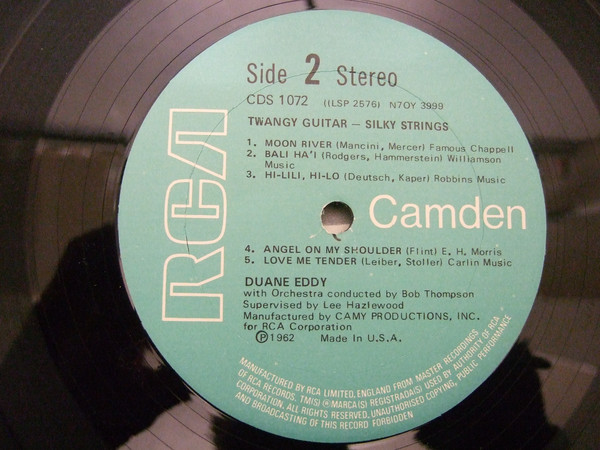 Side 2 Stereo
CDS 1072 ((LSP 2576) N7OY 3999
TWANGY GUITAR — SILKY STRINGS
1. MOON RIVER (Mancini, Mercer) Famous Chappell
2. BALI HA'I (Rodgers, Hammerstein) Williamson
Music
3. HI-LILI, HI-LO (Deutsch, Kaper) Robbins Music
RCA
Camden
4. ANGEL ON MY SHOULDER (Flint) E. H. Morris
5. LOVE ME TENDER (Leiber, Stoller) Carlin Music
DUANE EDDY
with Orchestra conducted by Bob Thompson
Supervised by Lee Hazlewood
Manufactured by CAMY PRODUCTIONS, INC.
for RCA Corporation
Ⓟ1962 Made in U.S.A.
MANUFACTURED BY RCA LIMITED. ENGLAND FROM MASTER RECORDINGS
OF RCA RECORDS. TM(S) ® MARCA(S) REGISTRADA(S) USED BY AUTHORITY OF RCA
CORPORATION. ALL RIGHTS RESERVED. UNAUTHORISED COPYING, PUBLIC PERFORMANCE
AND BROADCASTING OF THIS RECORD FORBIDDEN